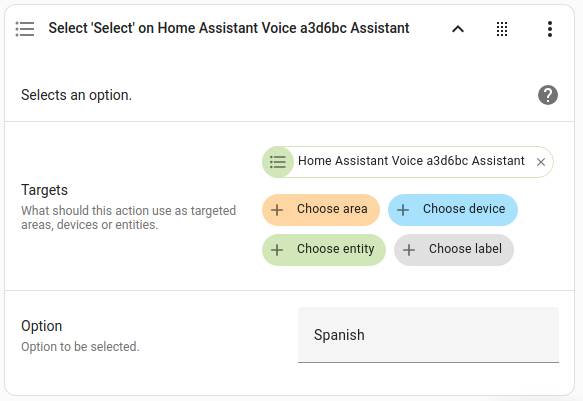 Select 'Select' on Home Assistant Voice a3d6bc Assistant
Selects an option.
Home Assistant Voice a3d6bc Assistant
Targets
What should this action use as targeted
areas, devices or entities.
Choose area
Choose device
Choose entity
Choose label
Option
Option to be selected.
Spanish